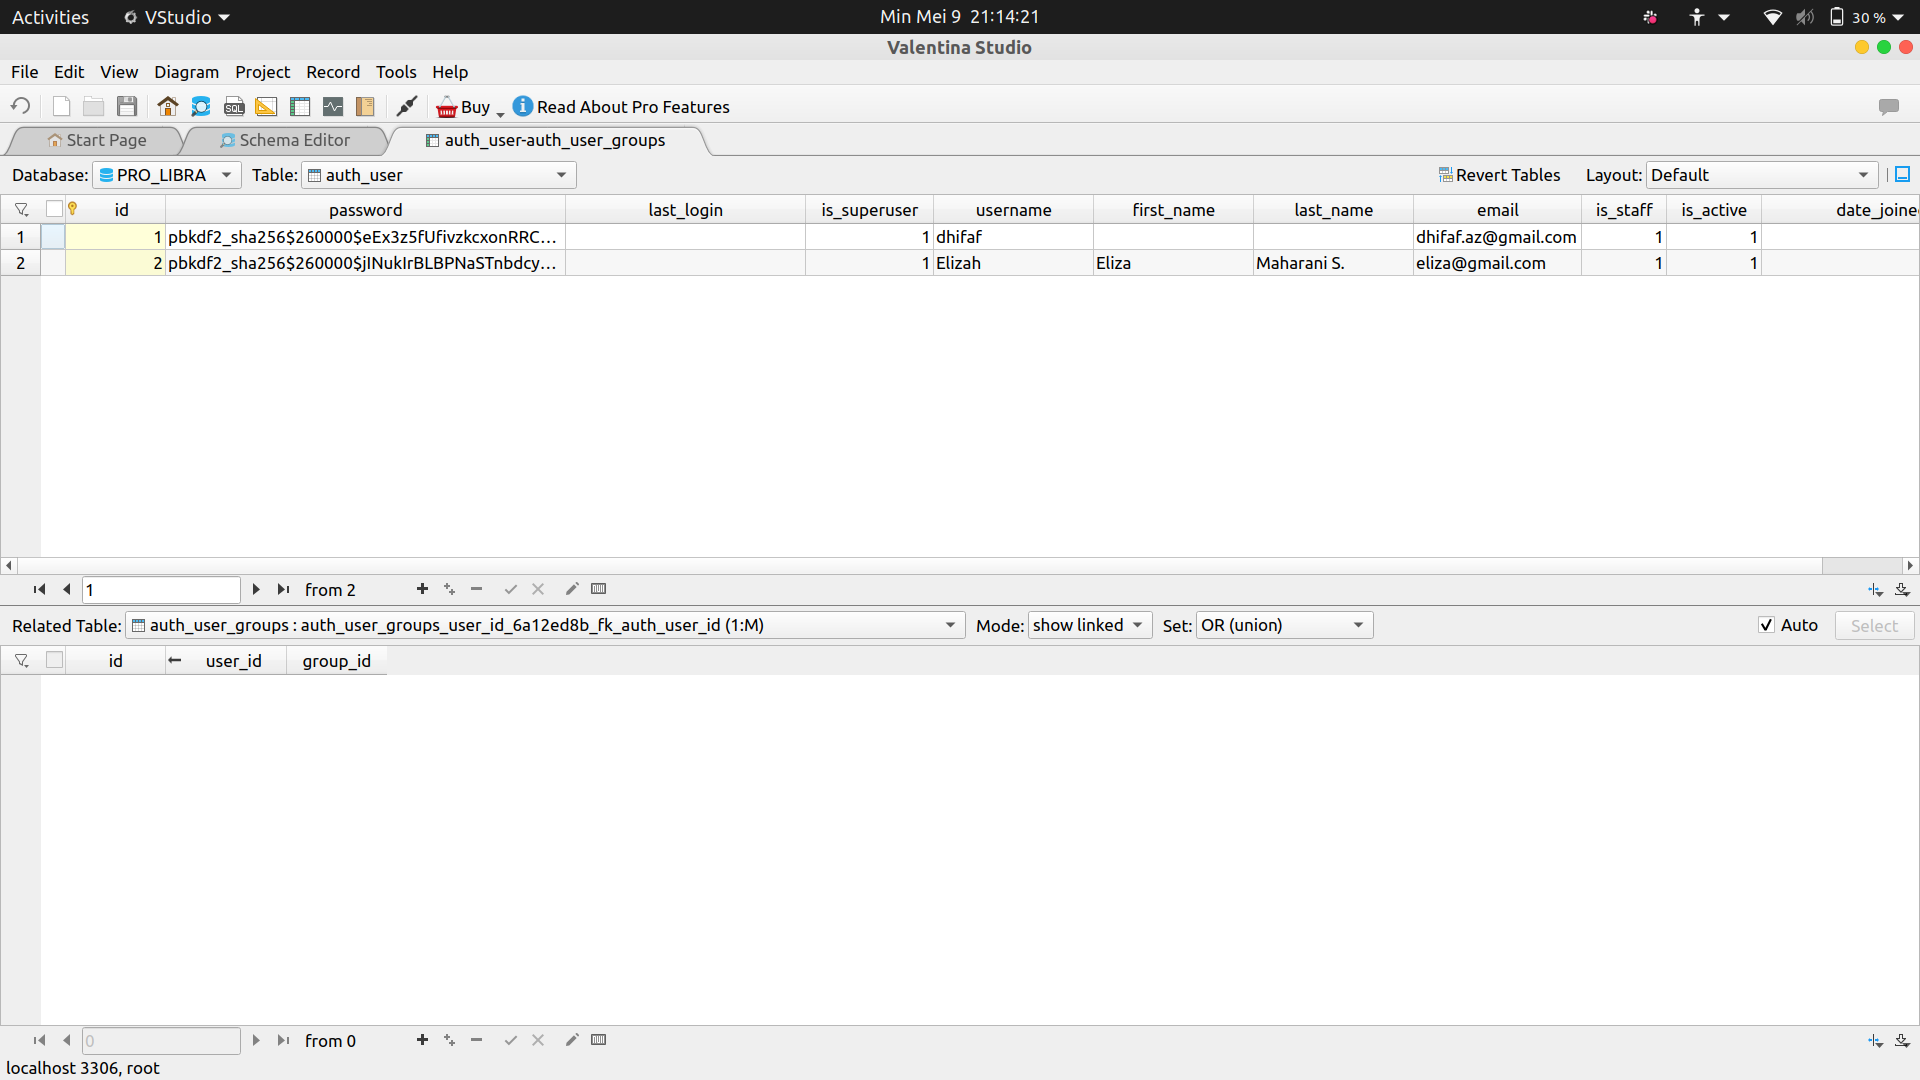 Activities VStudio Min Mei 9 21:14:21 30 %
Valentina Studio
File Edit View Diagram Project Record Tools Help
SQL Buy Read About Pro Features
Start Page Schema Editor auth_user-auth_user_groups
Database: PRO_LIBRA Table: auth_user Revert Tables Layout: Default
id password last_login is_superuser username first_name last_name email is_staff is_active date_joine
1 1 pbkdf2_sha256$260000$eEx3z5fUfivzkcxonRRC... 1 dhifaf dhifaf.az@gmail.com 1 1
2 2 pbkdf2_sha256$260000$jINukIrBLBPNaSTnbdcy... 1 Elizah Eliza Maharani S. eliza@gmail.com 1 1
1 from 2
Related Table: auth_user_groups : auth_user_groups_user_id_6a12ed8b_fk_auth_user_id (1:M) Mode: show linked Set: OR (union) Auto Select
id user_id group_id
0 from 0
localhost 3306, root